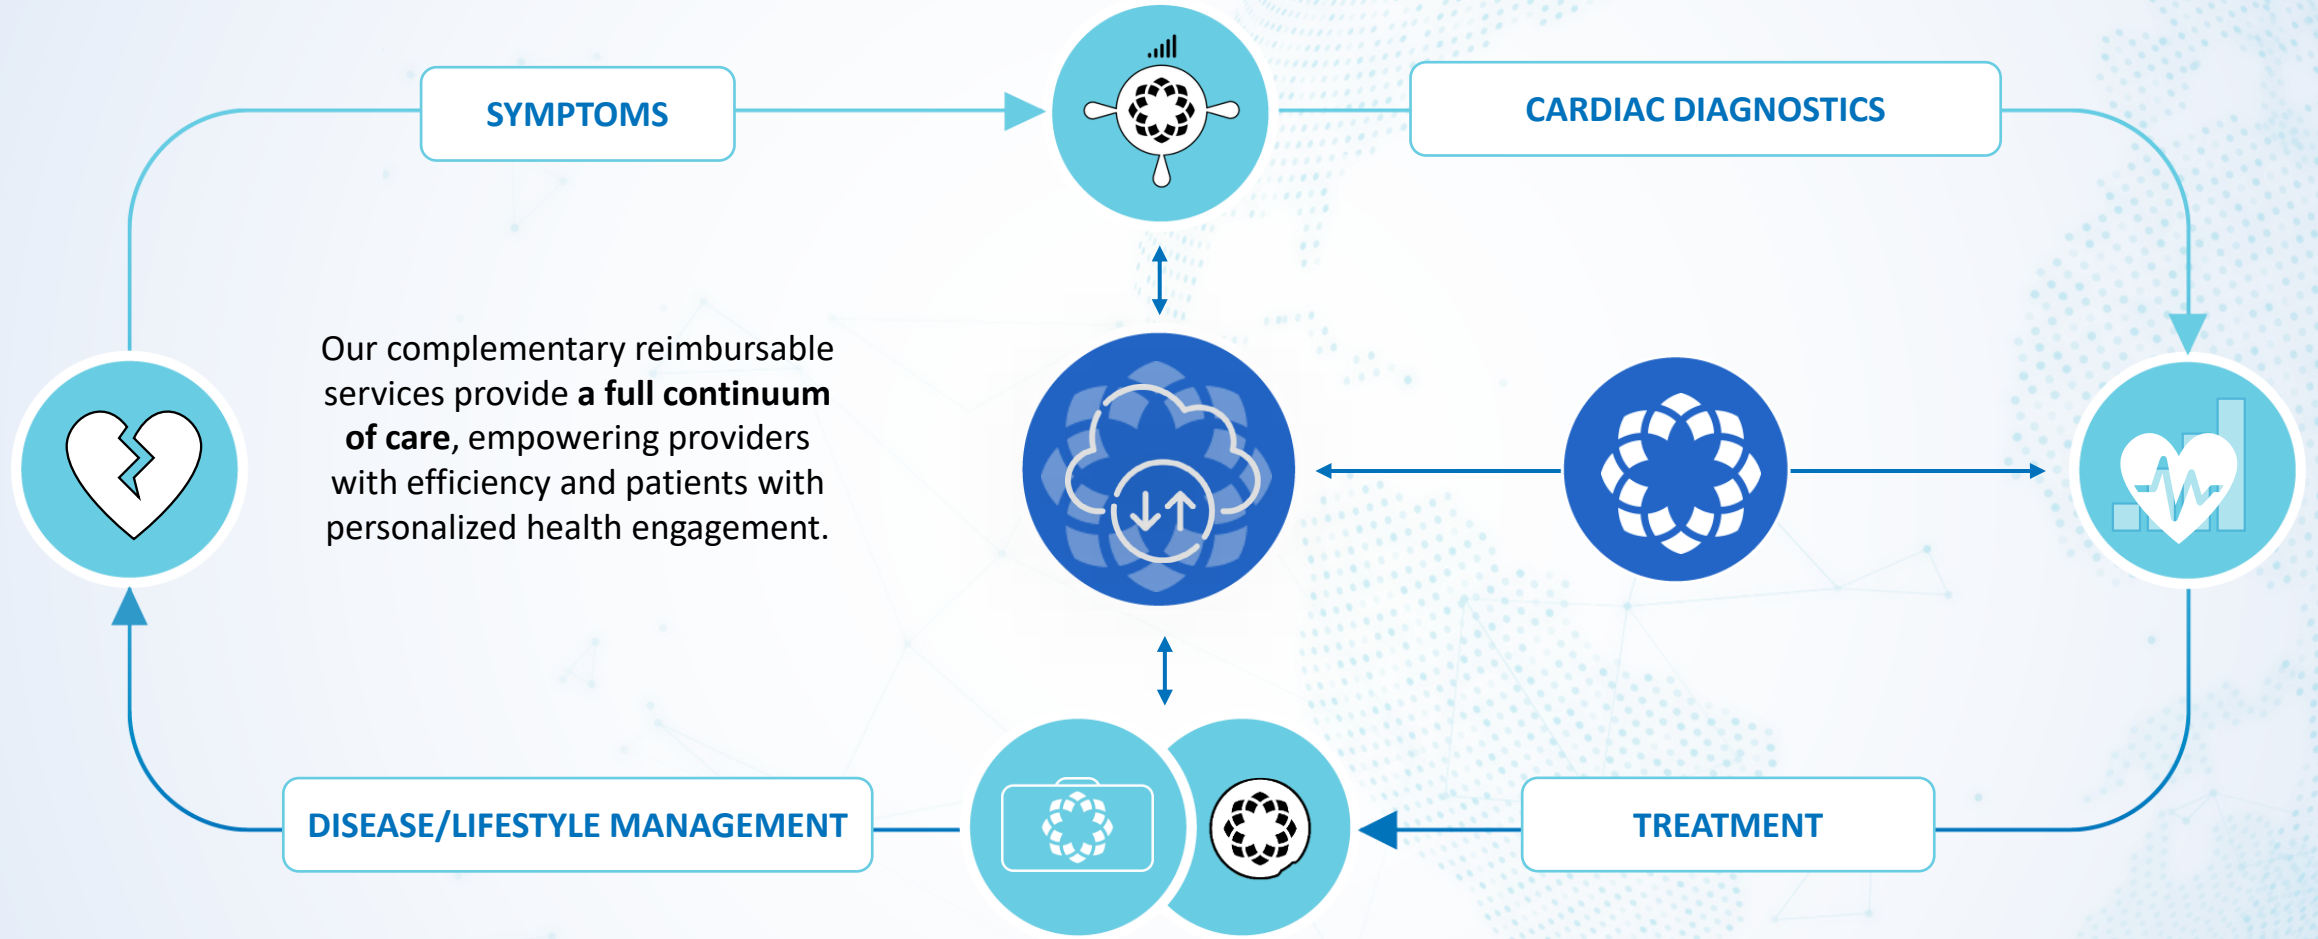 SYMPTOMS
CARDIAC DIAGNOSTICS
Our complementary reimbursable
services provide a full continuum
of care, empowering providers
with efficiency and patients with
personalized health engagement.
DISEASE/LIFESTYLE MANAGEMENT
TREATMENT